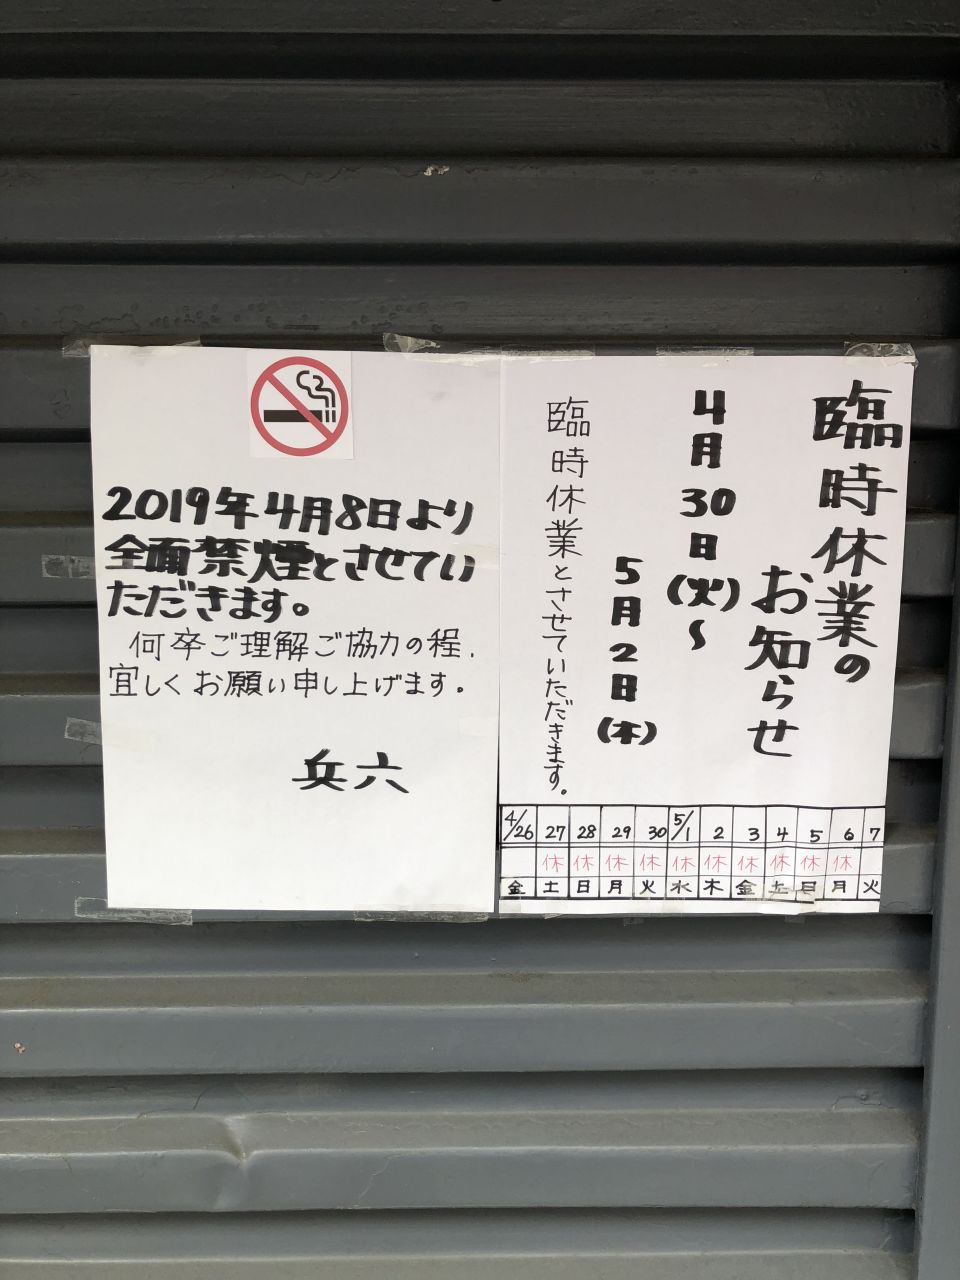 2019年4月8日より
全面禁煙とさせてい
ただきます。
何卒ご理解ご協力の程、
宜しくお願い申し上げます。
兵六
臨時休業の
お知らせ
4月30日(火)〜
5月2日(木)
臨時休業とさせていただきます。
4/26 27 28 29 30 5/1 2 3 4 5 6 7
休 休 休 休 休 休 休 休 休 休
金 土 日 月 火 水 木 金 土 日 月 火